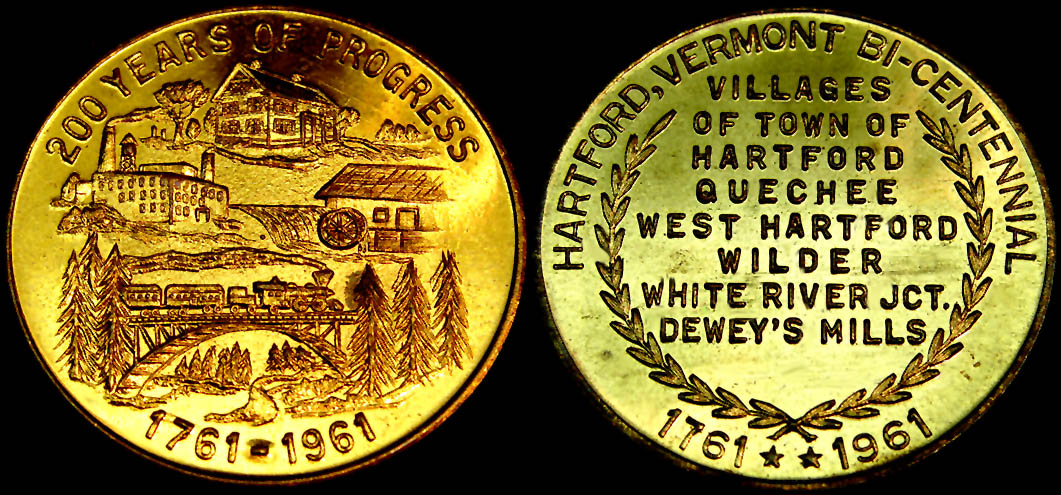 200 YEARS OF PROGRESS
1761-1961
HARTFORD, VERMONT BI-CENTENNIAL
VILLAGES
OF TOWN OF
HARTFORD
QUECHEE
WEST HARTFORD
WILDER
WHITE RIVER JCT.
DEWEY'S MILLS
1761 ★ ★ 1961